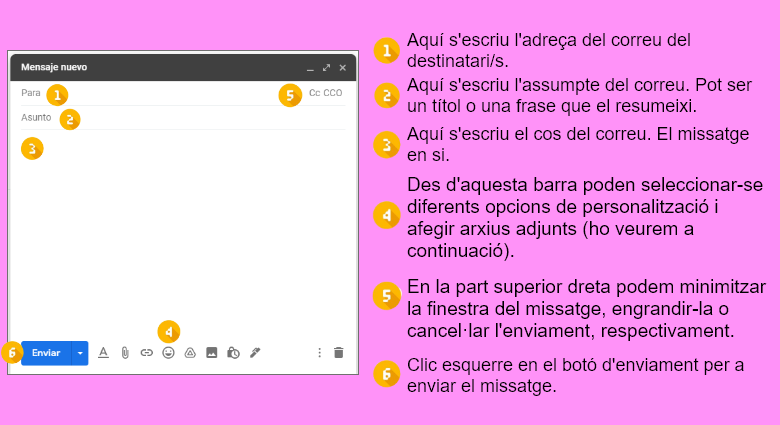 Mensaje nuevo
Para 1
5 Cc CCO
Asunto 2
3
4
6 Enviar
1 Aquí s'escriu l'adreça del correu del
destinatari/s.
2 Aquí s'escriu l'assumpte del correu. Pot ser
un títol o una frase que el resumeixi.
3 Aquí s'escriu el cos del correu. El missatge
en si.
4 Des d'aquesta barra poden seleccionar-se
diferents opcions de personalització i
afegir arxius adjunts (ho veurem a
continuació).
5 En la part superior dreta podem minimitzar
la finestra del missatge, engrandir-la o
cancel·lar l'enviament, respectivament.
6 Clic esquerre en el botó d'enviament per a
enviar el missatge.